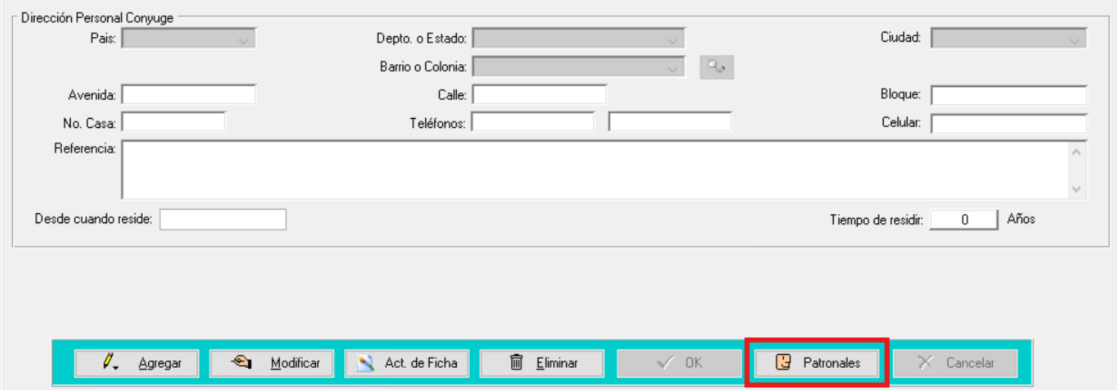 Dirección Personal Conyuge
Pais: Depto. o Estado: Ciudad:
Barrio o Colonia:
Avenida: Calle: Bloque:
No. Casa: Teléfonos: Celular:
Referencia:
Desde cuando reside: Tiempo de residir: 0 Años
Agregar Modificar Act. de Ficha Eliminar OK Patronales Cancelar